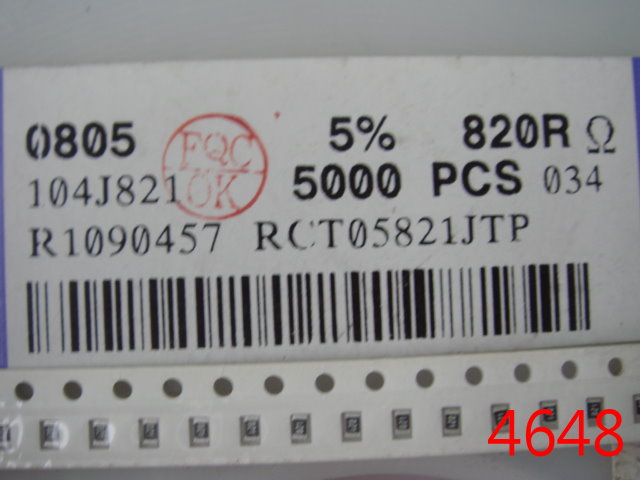 0805 5% 820R Ω
FQC
OK
104J821 5000 PCS 034
R1090457 RCT05821JTP
4648